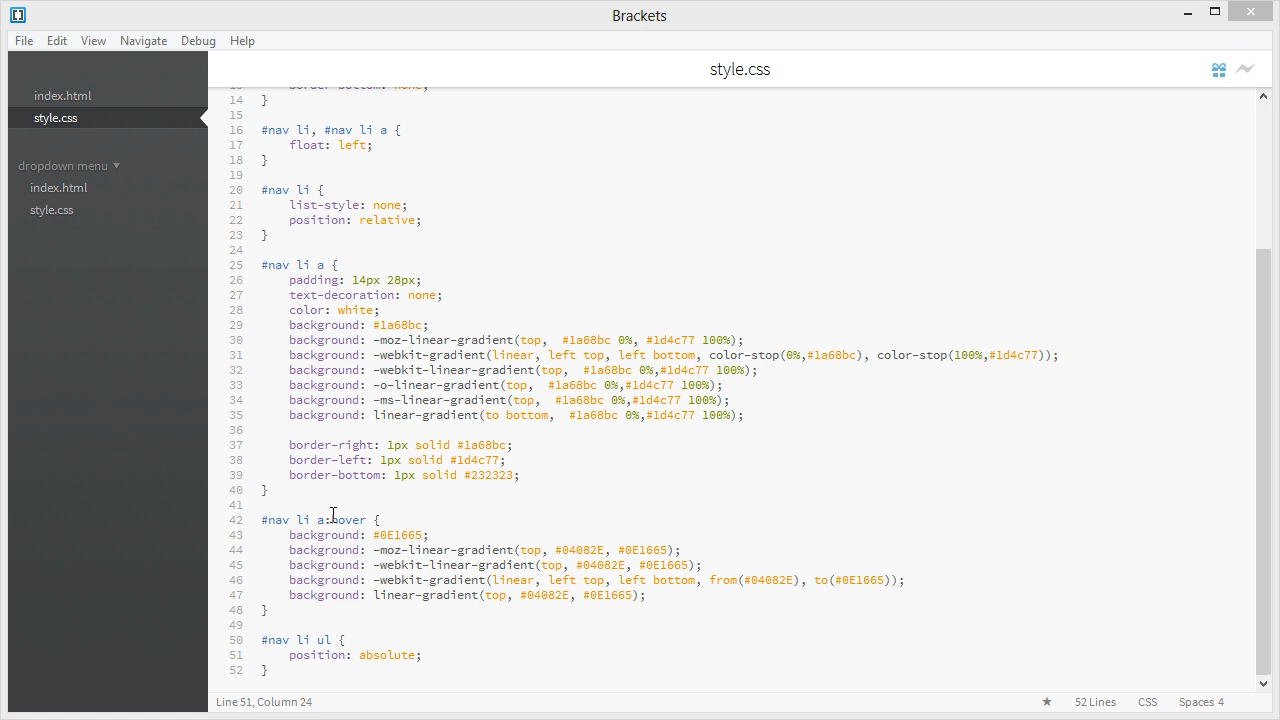 Brackets
File Edit View Navigate Debug Help
style.css
index.html
style.css
dropdown menu
index.html
style.css
13 border-bottom: none;
14 }
15
16 #nav li, #nav li a {
17 float: left;
18 }
19
20 #nav li {
21 list-style: none;
22 position: relative;
23 }
24
25 #nav li a {
26 padding: 14px 28px;
27 text-decoration: none;
28 color: white;
29 background: #1a68bc;
30 background: -moz-linear-gradient(top,  #1a68bc 0%, #1d4c77 100%);
31 background: -webkit-gradient(linear, left top, left bottom, color-stop(0%,#1a68bc), color-stop(100%,#1d4c77));
32 background: -webkit-linear-gradient(top,  #1a68bc 0%,#1d4c77 100%);
33 background: -o-linear-gradient(top,  #1a68bc 0%,#1d4c77 100%);
34 background: -ms-linear-gradient(top,  #1a68bc 0%,#1d4c77 100%);
35 background: linear-gradient(to bottom,  #1a68bc 0%,#1d4c77 100%);
36
37 border-right: 1px solid #1a68bc;
38 border-left: 1px solid #1d4c77;
39 border-bottom: 1px solid #232323;
40 }
41
42 #nav li a:hover {
43 background: #0E1665;
44 background: -moz-linear-gradient(top, #04082E, #0E1665);
45 background: -webkit-linear-gradient(top, #04082E, #0E1665);
46 background: -webkit-gradient(linear, left top, left bottom, from(#04082E), to(#0E1665));
47 background: linear-gradient(top, #04082E, #0E1665);
48 }
49
50 #nav li ul {
51 position: absolute;
52 }
Line 51, Column 24 52 Lines CSS Spaces 4